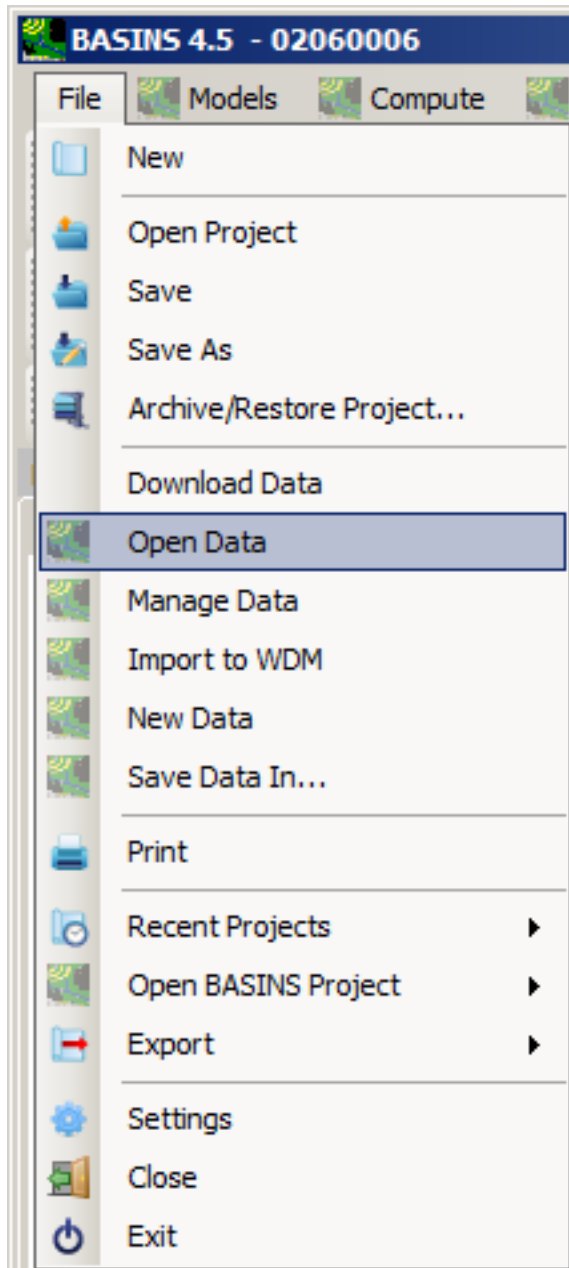 BASINS 4.5 - 02060006
File Models Compute
New
Open Project
Save
Save As
Archive/Restore Project...
Download Data
Open Data
Manage Data
Import to WDM
New Data
Save Data In...
Print
Recent Projects
Open BASINS Project
Export
Settings
Close
Exit